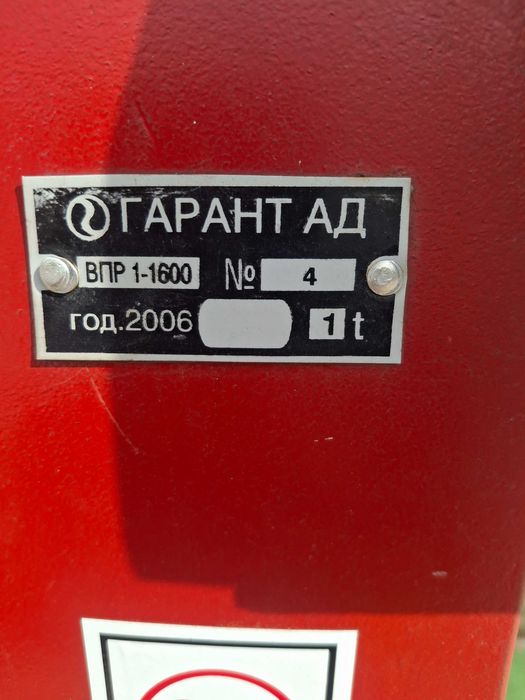 ГАРАНТ АД
ВПР 1-1600 № 4
год.2006 1 t